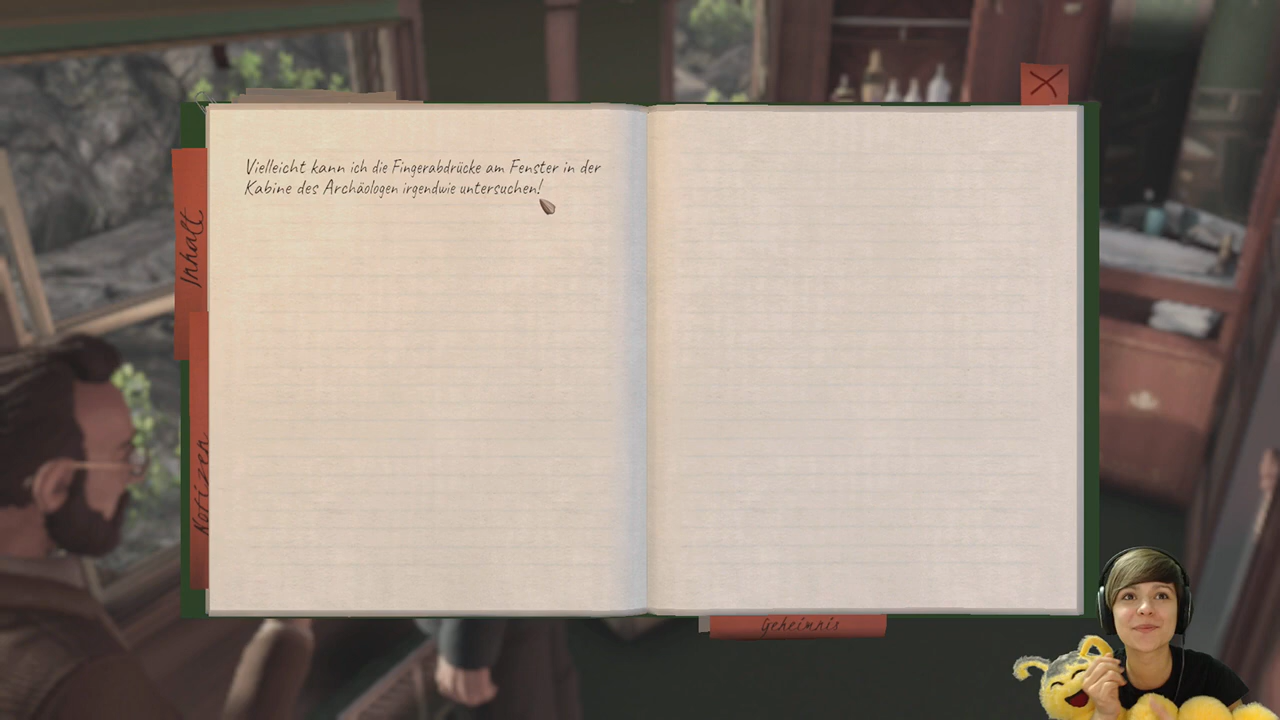 Vielleicht kann ich die Fingerabdrücke am Fenster in der
Kabine des Archäologen irgendwie untersuchen!
Inhalt
Notizen
Geheimnis